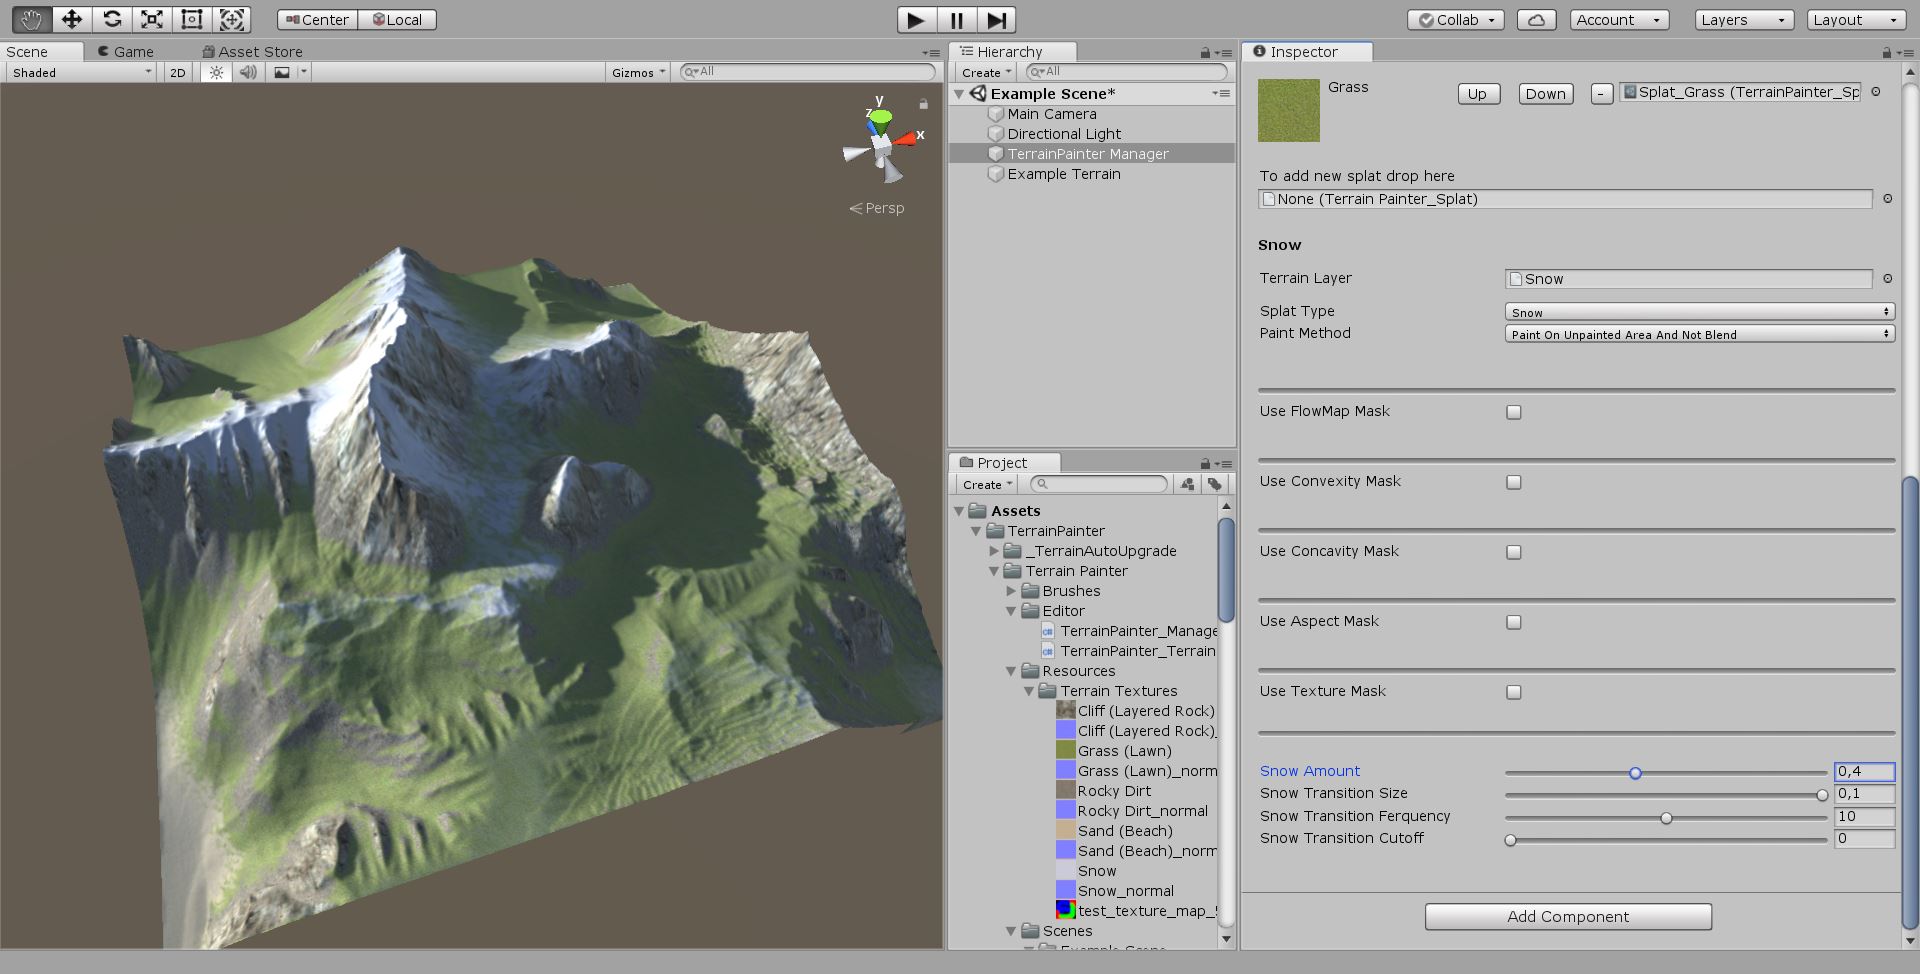 Center Local Collab Account Layers Layout
Scene Game Asset Store
Shaded 2D Gizmos All
y
z
x
Persp
Hierarchy
Create All
Example Scene*
Main Camera
Directional Light
TerrainPainter Manager
Example Terrain
Project
Create
Assets
TerrainPainter
_TerrainAutoUpgrade
Terrain Painter
Brushes
Editor
TerrainPainter_Manage
TerrainPainter_Terrain
Resources
Terrain Textures
Cliff (Layered Rock)
Cliff (Layered Rock)_
Grass (Lawn)
Grass (Lawn)_norm
Rocky Dirt
Rocky Dirt_normal
Sand (Beach)
Sand (Beach)_norm
Snow
Snow_normal
test_texture_map_
Scenes
Inspector
Grass Up Down - Splat_Grass (TerrainPainter_Sp
To add new splat drop here
None (Terrain Painter_Splat)
Snow
Terrain Layer Snow
Splat Type Snow
Paint Method Paint On Unpainted Area And Not Blend
Use FlowMap Mask
Use Convexity Mask
Use Concavity Mask
Use Aspect Mask
Use Texture Mask
Snow Amount 0,4
Snow Transition Size 0,1
Snow Transition Ferquency 10
Snow Transition Cutoff 0
Add Component